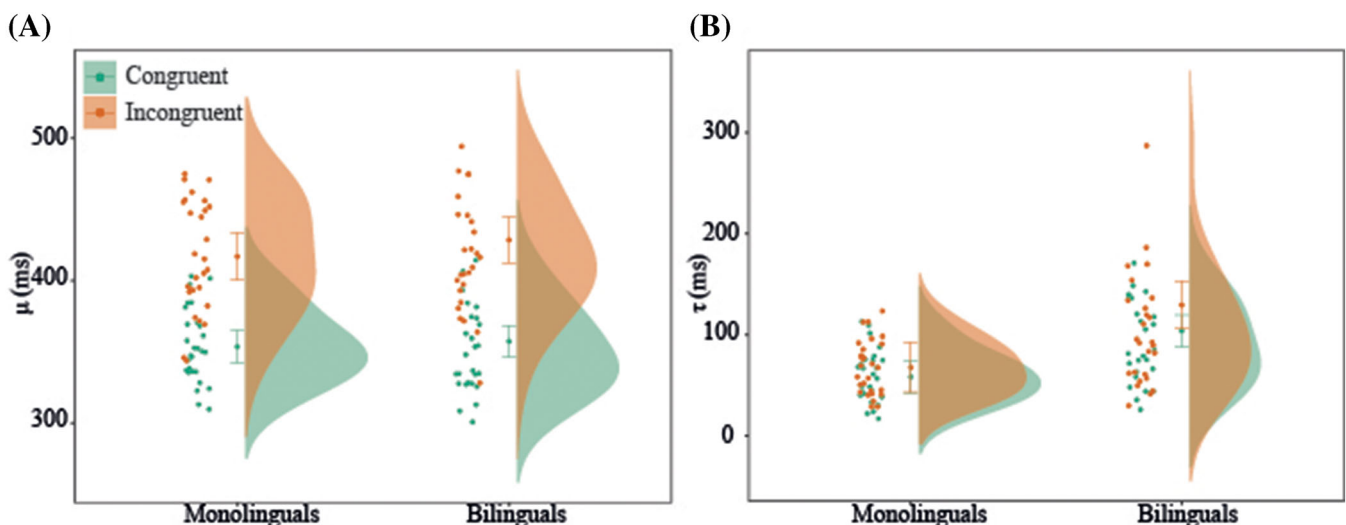 (A)
Congruent
Incongruent
500
400
300
μ (ms)
Monolinguals
Bilinguals
(B)
300
200
100
0
τ (ms)
Monolinguals
Bilinguals